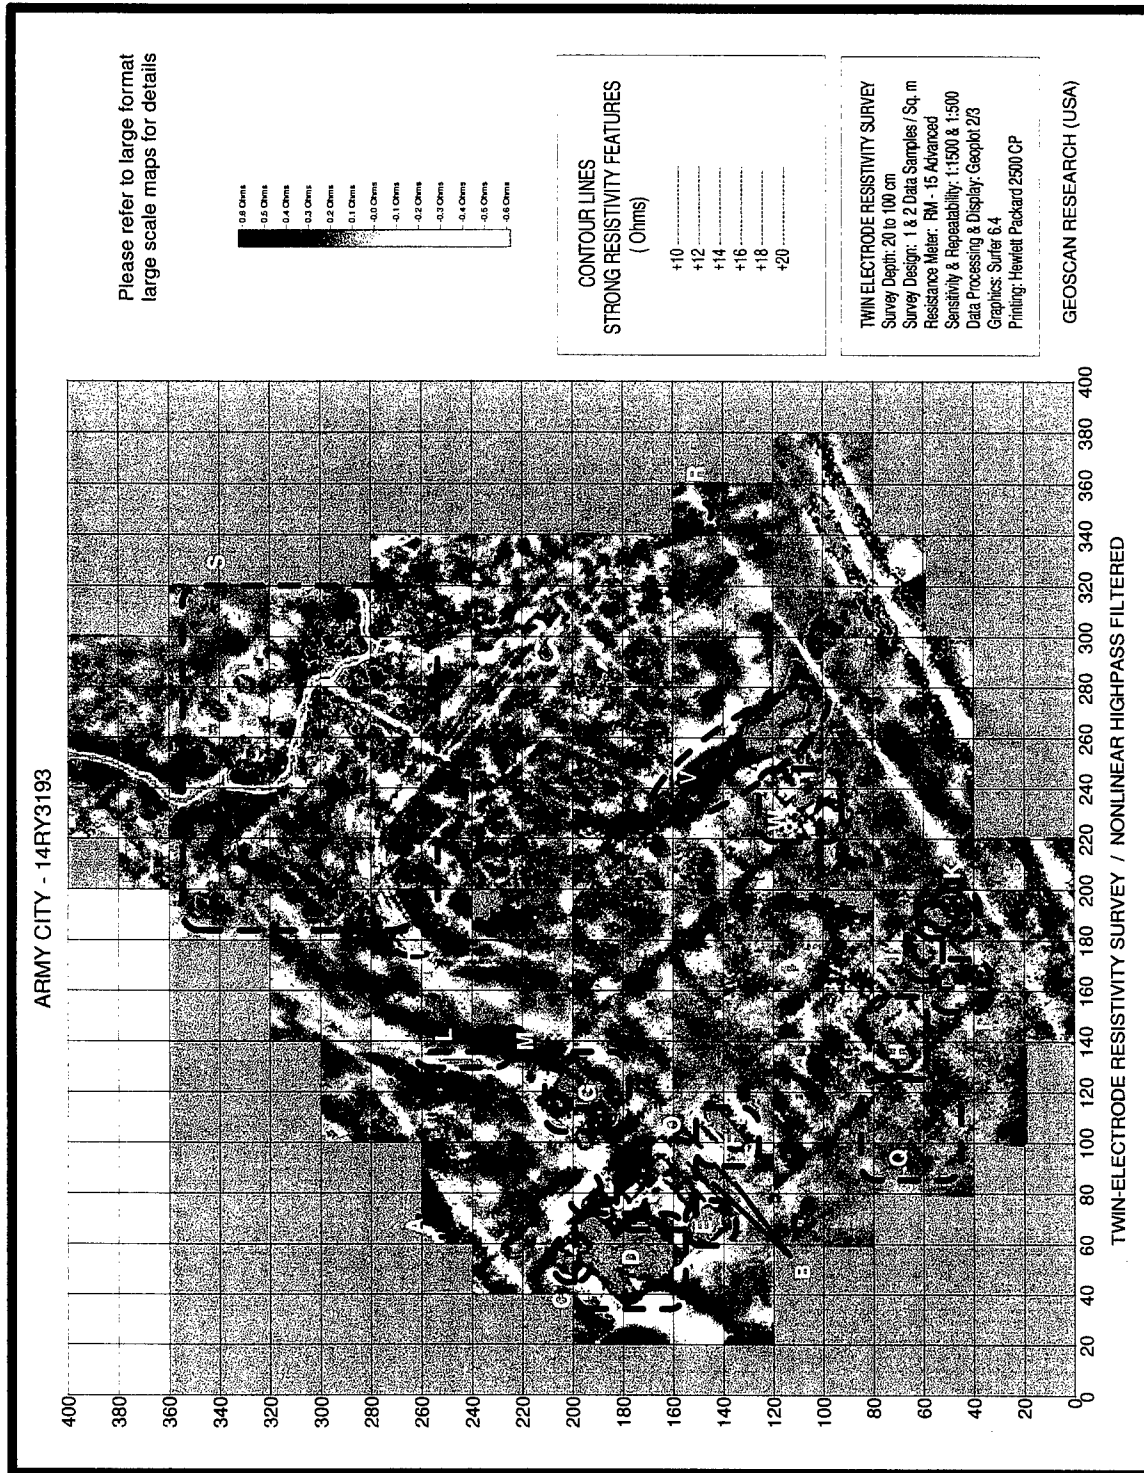 ARMY CITY - 14RY3193
Please refer to large format
large scale maps for details
0.6 Ohms
0.5 Ohms
0.4 Ohms
0.3 Ohms
0.2 Ohms
0.1 Ohms
-0.0 Ohms
-0.1 Ohms
-0.2 Ohms
-0.3 Ohms
-0.4 Ohms
-0.5 Ohms
-0.6 Ohms
CONTOUR LINES
STRONG RESISTIVITY FEATURES
( Ohms)
+10
+12
+14
+16
+18
+20
TWIN ELECTRODE RESISTIVITY SURVEY
Survey Depth: 20 to 100 cm
Survey Design: 1 & 2 Data Samples / Sq. m
Resistance Meter: RM - 15 Advanced
Sensitivity & Repeatability: 1:1500 & 1:500
Data Processing & Display: Geoplot 2/3
Graphics: Surfer 6.4
Printing: Hewlett Packard 2500 CP
GEOSCAN RESEARCH (USA)
400
380
360
340
320
300
280
260
240
220
200
180
160
140
120
100
80
60
40
20
0
0 20 40 60 80 100 120 140 160 180 200 220 240 260 280 300 320 340 360 380 400
S
R
V
W
T
L
M
A
C
G
O
D
E
B
K
J
H
Q
TWIN-ELECTRODE RESISTIVITY SURVEY / NONLINEAR HIGHPASS FILTERED